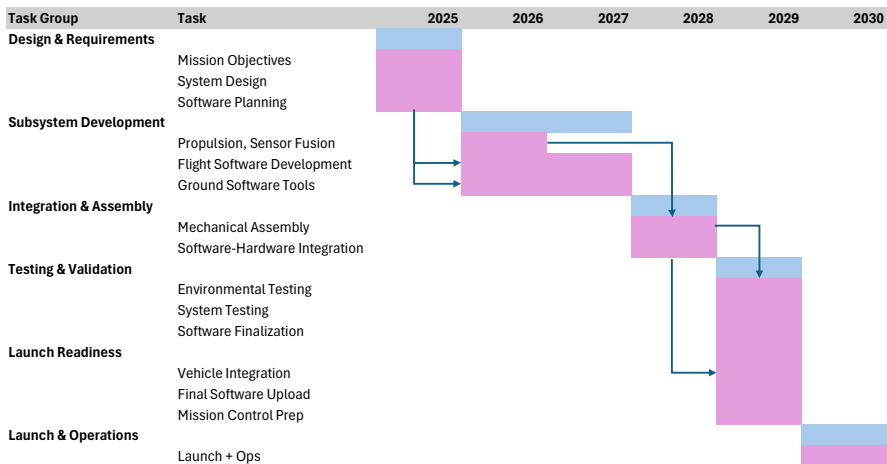 Task Group Task 2025 2026 2027 2028 2029 2030
Design & Requirements
Mission Objectives
System Design
Software Planning
Subsystem Development
Propulsion, Sensor Fusion
Flight Software Development
Ground Software Tools
Integration & Assembly
Mechanical Assembly
Software-Hardware Integration
Testing & Validation
Environmental Testing
System Testing
Software Finalization
Launch Readiness
Vehicle Integration
Final Software Upload
Mission Control Prep
Launch & Operations
Launch + Ops